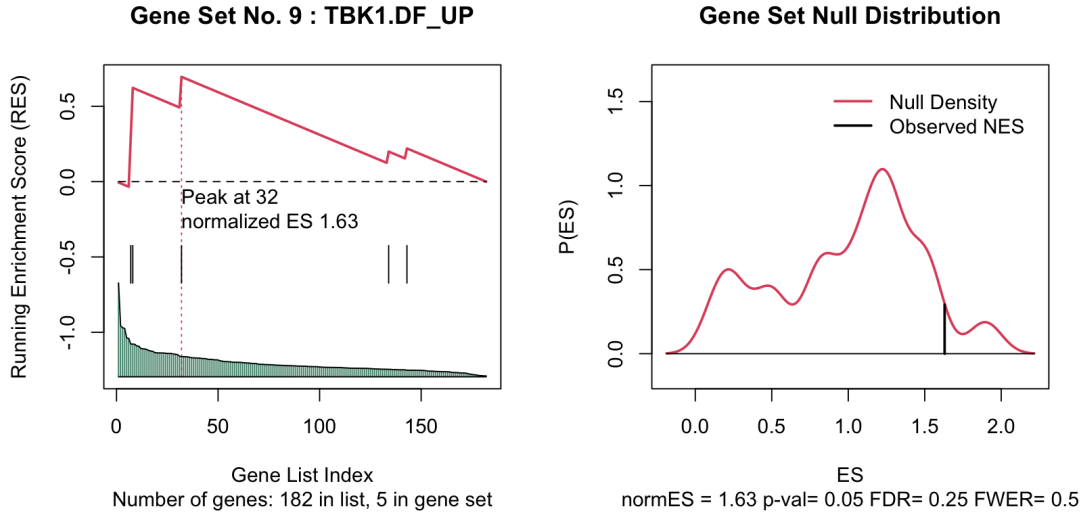 Gene Set No. 9 : TBK1.DF_UP
Running Enrichment Score (RES)
0.5
0.0
-0.5
-1.0
Peak at 32
normalized ES 1.63
0 50 100 150
Gene List Index
Number of genes: 182 in list, 5 in gene set
Gene Set Null Distribution
P(ES)
1.5
1.0
0.5
0.0
Null Density
Observed NES
0.0 0.5 1.0 1.5 2.0
ES
normES = 1.63 p-val= 0.05 FDR= 0.25 FWER= 0.5